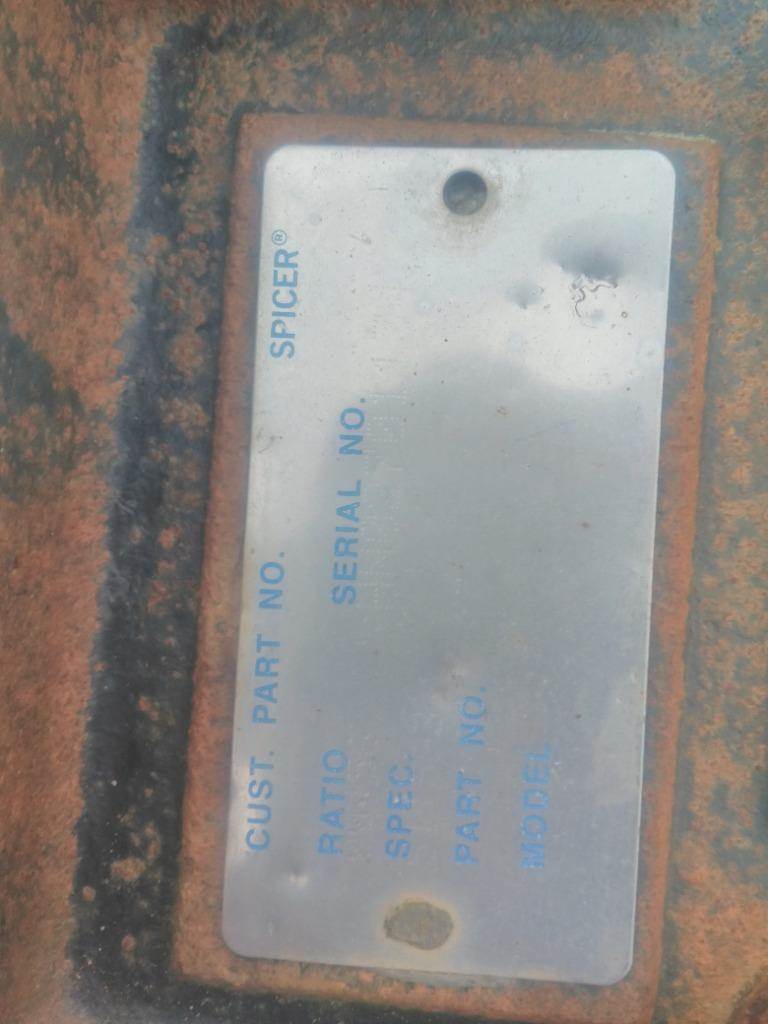 CUST. PART NO. SPICER®
RATIO SERIAL NO.
SPEC.
PART NO.
MODEL